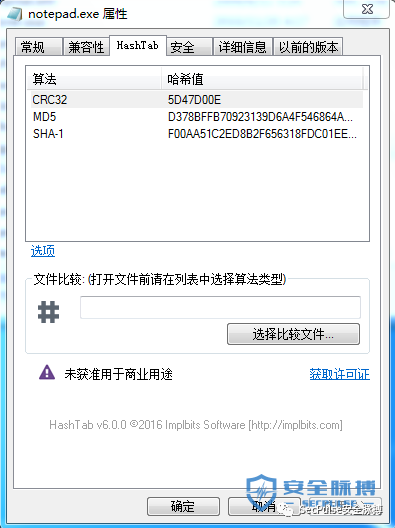 notepad.exe 属性
常规 兼容性 HashTab 安全 详细信息 以前的版本
算法 哈希值
CRC32 5D47D00E
MD5 D378BFFB70923139D6A4F546864A...
SHA-1 F00AA51C2ED8B2F656318FDC01EE...
选项
文件比较: (打开文件前请在列表中选择算法类型)
选择比较文件...
未获准用于商业用途 获取许可证
HashTab v6.0.0 ©2016 Implbits Software [http://implbits.com]
安全脉搏
确定 取消
SecPulse安全脉搏